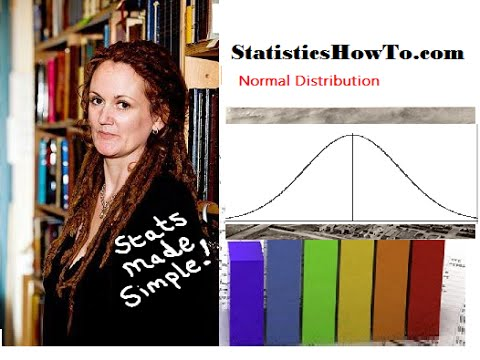 StatisticsHowTo.com
Normal Distribution
Stats
made
Simple!